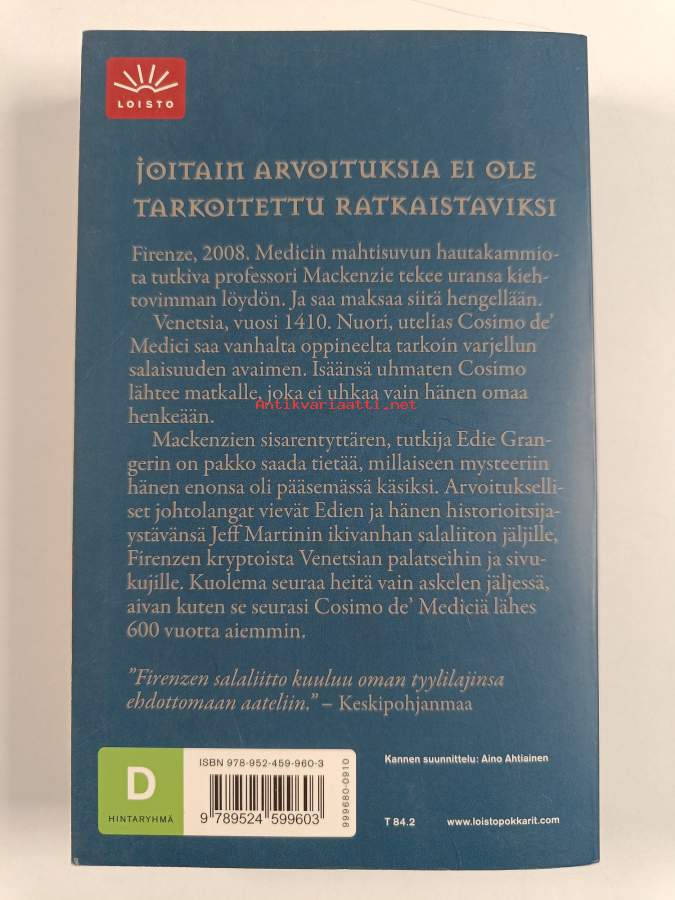 LOISTO
JOITAIN ARVOITUKSIA EI OLE
TARKOITETTU RATKAISTAVIKSI
Firenze, 2008. Medicin mahtisuvun hautakammio-
ta tutkiva professori Mackenzie tekee uransa kieh-
tovimman löydön. Ja saa maksaa siitä hengellään.
Venetsia, vuosi 1410. Nuori, utelias Cosimo de’
Medici saa vanhalta oppineelta tarkoin varjellun
salaisuuden avaimen. Isäänsä uhmaten Cosimo
lähtee matkalle, joka ei uhkaa vain hänen omaa
Antikvariaatti.net
henkeään.
Mackenzien sisarentyttären, tutkija Edie Gran-
gerin on pakko saada tietää, millaiseen mysteeriin
hänen enonsa oli pääsemässä käsiksi. Arvoitukselli-
set johtolangat vievät Edien ja hänen historioitsija-
ystävänsä Jeff Martinin ikivanhan salaliiton jäljille,
Firenzen kryptoista Venetsian palatseihin ja sivu-
kujille. Kuolema seuraa heitä vain askelen jäljessä,
aivan kuten se seurasi Cosimo de’ Mediciä lähes
600 vuotta aiemmin.
”Firenzen salaliitto kuuluu oman tyylilajinsa
ehdottomaan aateliin.” – Keskipohjanmaa
D
HINTARYHMÄ
ISBN 978-952-459-960-3
9 789524 599603
999680-0910
Kannen suunnittelu: Aino Ahtiainen
T 84.2
www.loistopokkarit.com